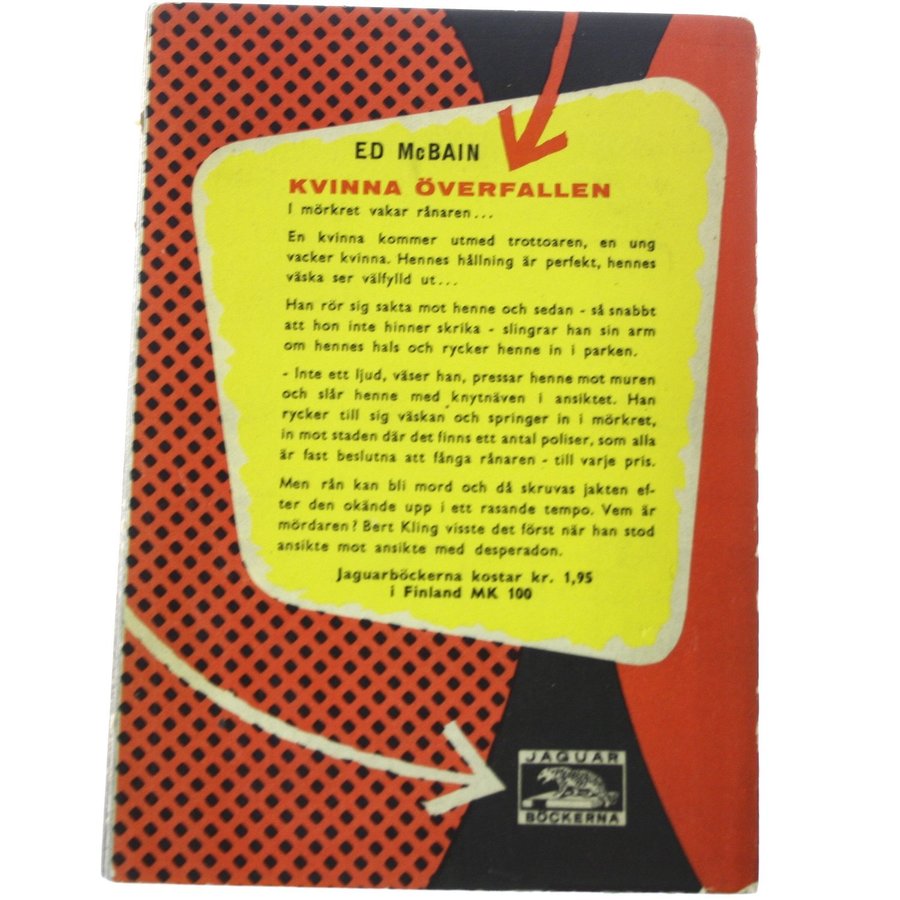 ED McBAIN
KVINNA ÖVERFALLEN
I mörkret vakar rånaren...
En kvinna kommer utmed trottoaren, en ung
vacker kvinna. Hennes hållning är perfekt, hennes
väska ser välfylld ut...
Han rör sig sakta mot henne och sedan - så snabbt
att hon inte hinner skrika - slingrar han sin arm
om hennes hals och rycker henne in i parken.
- Inte ett ljud, väser han, pressar henne mot muren
och slår henne med knytnäven i ansiktet. Han
rycker till sig väskan och springer in i mörkret,
in mot staden där det finns ett antal poliser, som alla
är fast beslutna att fånga rånaren - till varje pris.
Men rån kan bli mord och då skruvas jakten ef-
ter den okände upp i ett rasande tempo. Vem är
mördaren? Bert Kling visste det först när han stod
ansikte mot ansikte med desperadon.
Jaguarböckerna kostar kr. 1,95
i Finland MK 100
JAGUAR
BÖCKERNA